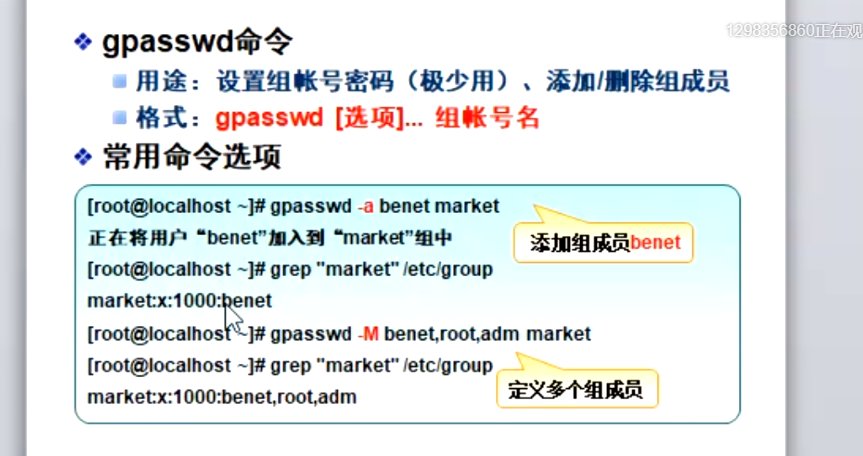 1298356860正在观
gpasswd命令
用途：设置组帐号密码（极少用）、添加/删除组成员
格式：gpasswd [选项]... 组帐号名
常用命令选项
[root@localhost ~]# gpasswd -a benet market
正在将用户“benet”加入到“market”组中
添加组成员benet
[root@localhost ~]# grep "market" /etc/group
market:x:1000:benet
[root@localhost ~]# gpasswd -M benet,root,adm market
[root@localhost ~]# grep "market" /etc/group
定义多个组成员
market:x:1000:benet,root,adm